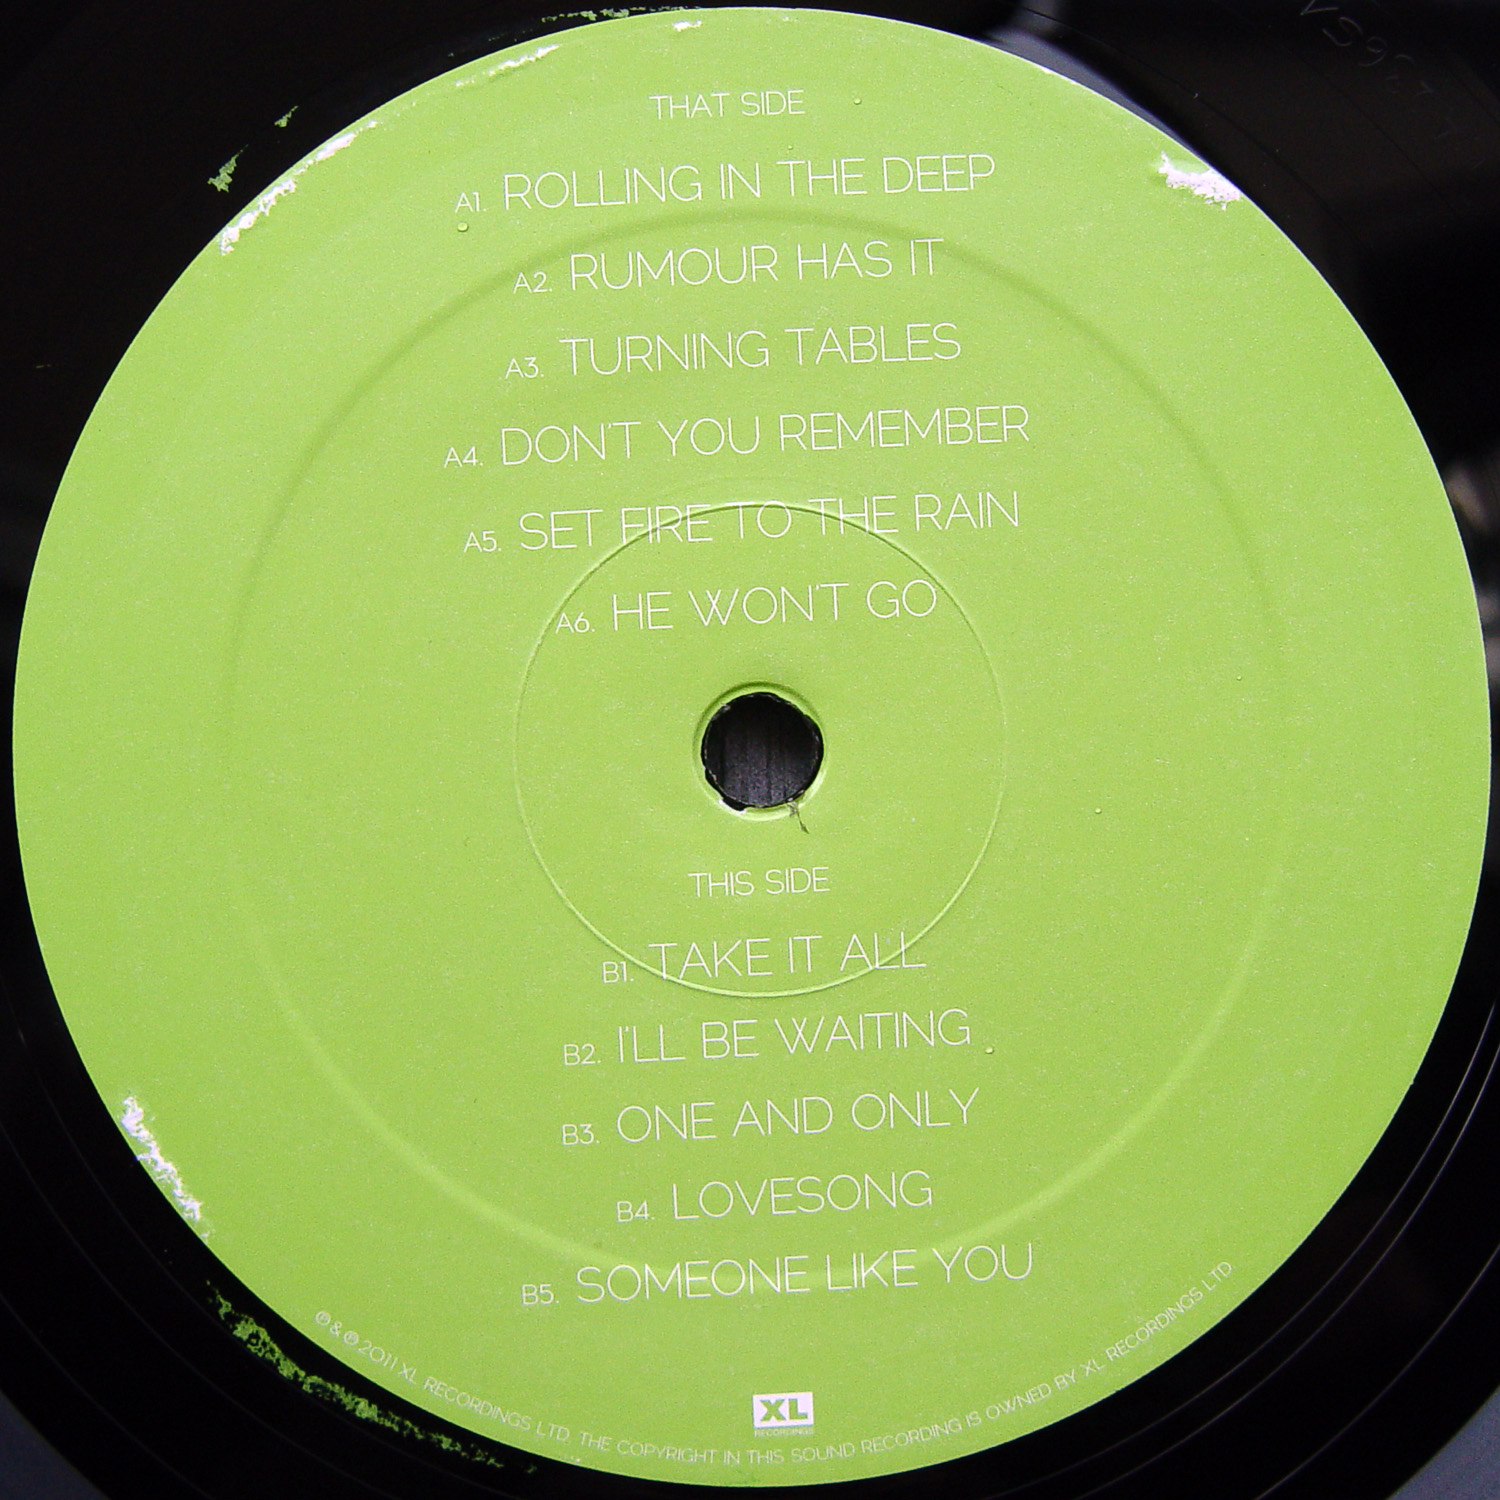 THAT SIDE
A1. ROLLING IN THE DEEP
A2. RUMOUR HAS IT
A3. TURNING TABLES
A4. DON'T YOU REMEMBER
A5. SET FIRE TO THE RAIN
A6. HE WON'T GO
THIS SIDE
B1. TAKE IT ALL
B2. I'LL BE WAITING
B3. ONE AND ONLY
B4. LOVESONG
B5. SOMEONE LIKE YOU
XL
RECORDINGS
℗ & © 2011 XL RECORDINGS LTD. THE COPYRIGHT IN THIS SOUND RECORDING IS OWNED BY XL RECORDINGS LTD